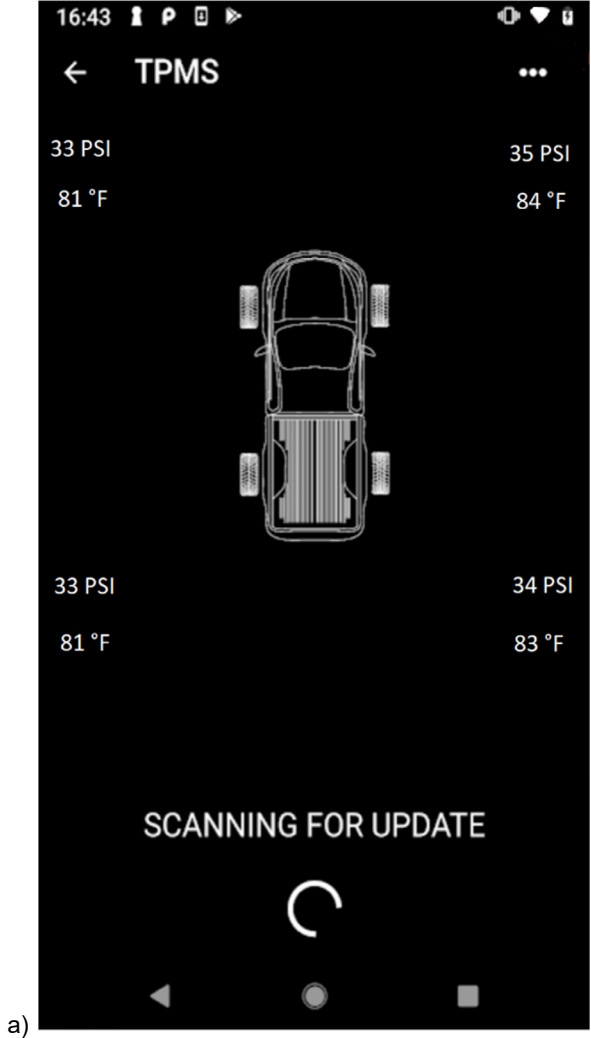 16:43
← TPMS •••
33 PSI 35 PSI
81 °F 84 °F
33 PSI 34 PSI
81 °F 83 °F
SCANNING FOR UPDATE
a)